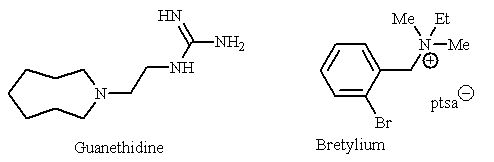 HN
NH₂
NH
N
Guanethidine
Me Et
N Me
+
Br
ptsa −
Bretylium